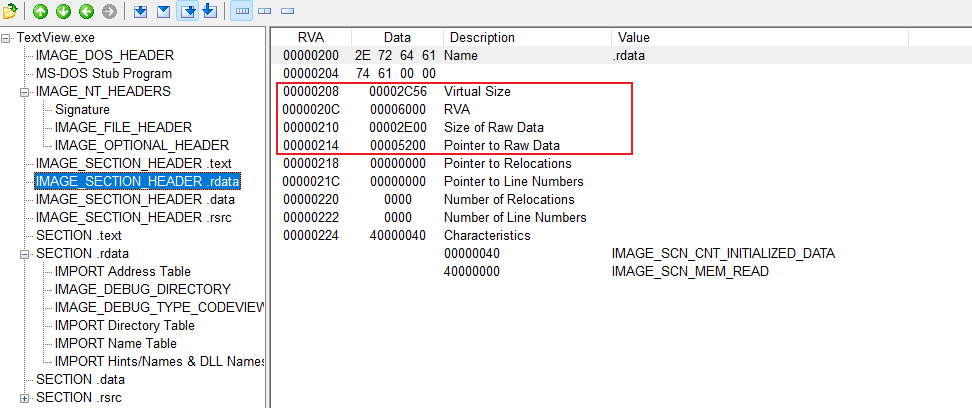 TextView.exe
IMAGE_DOS_HEADER
MS-DOS Stub Program
IMAGE_NT_HEADERS
Signature
IMAGE_FILE_HEADER
IMAGE_OPTIONAL_HEADER
IMAGE_SECTION_HEADER .text
IMAGE_SECTION_HEADER .rdata
IMAGE_SECTION_HEADER .data
IMAGE_SECTION_HEADER .rsrc
SECTION .text
SECTION .rdata
IMPORT Address Table
IMAGE_DEBUG_DIRECTORY
IMAGE_DEBUG_TYPE_CODEVIEW
IMPORT Directory Table
IMPORT Name Table
IMPORT Hints/Names & DLL Names
SECTION .data
SECTION .rsrc
RVA Data Description Value
00000200 2E 72 64 61 Name .rdata
00000204 74 61 00 00
00000208 00002C56 Virtual Size
0000020C 00006000 RVA
00000210 00002E00 Size of Raw Data
00000214 00005200 Pointer to Raw Data
00000218 00000000 Pointer to Relocations
0000021C 00000000 Pointer to Line Numbers
00000220 0000 Number of Relocations
00000222 0000 Number of Line Numbers
00000224 40000040 Characteristics
00000040 IMAGE_SCN_CNT_INITIALIZED_DATA
40000000 IMAGE_SCN_MEM_READ